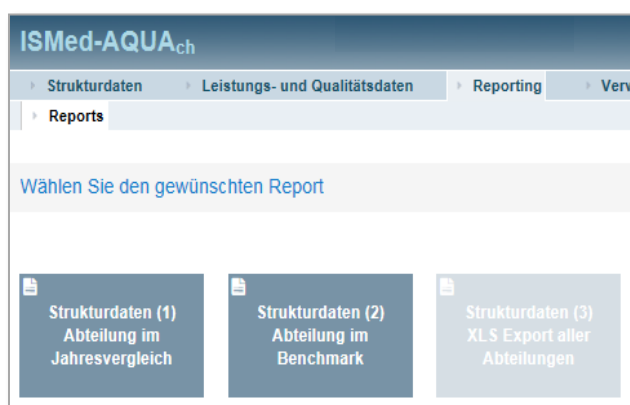 ISMed-AQUAch
Strukturdaten Leistungs- und Qualitätsdaten Reporting
Reports
Wählen Sie den gewünschten Report
Strukturdaten (1)
Abteilung im
Jahresvergleich
Strukturdaten (2)
Abteilung im
Benchmark
Strukturdaten (3)
XLS Export aller
Abteilungen